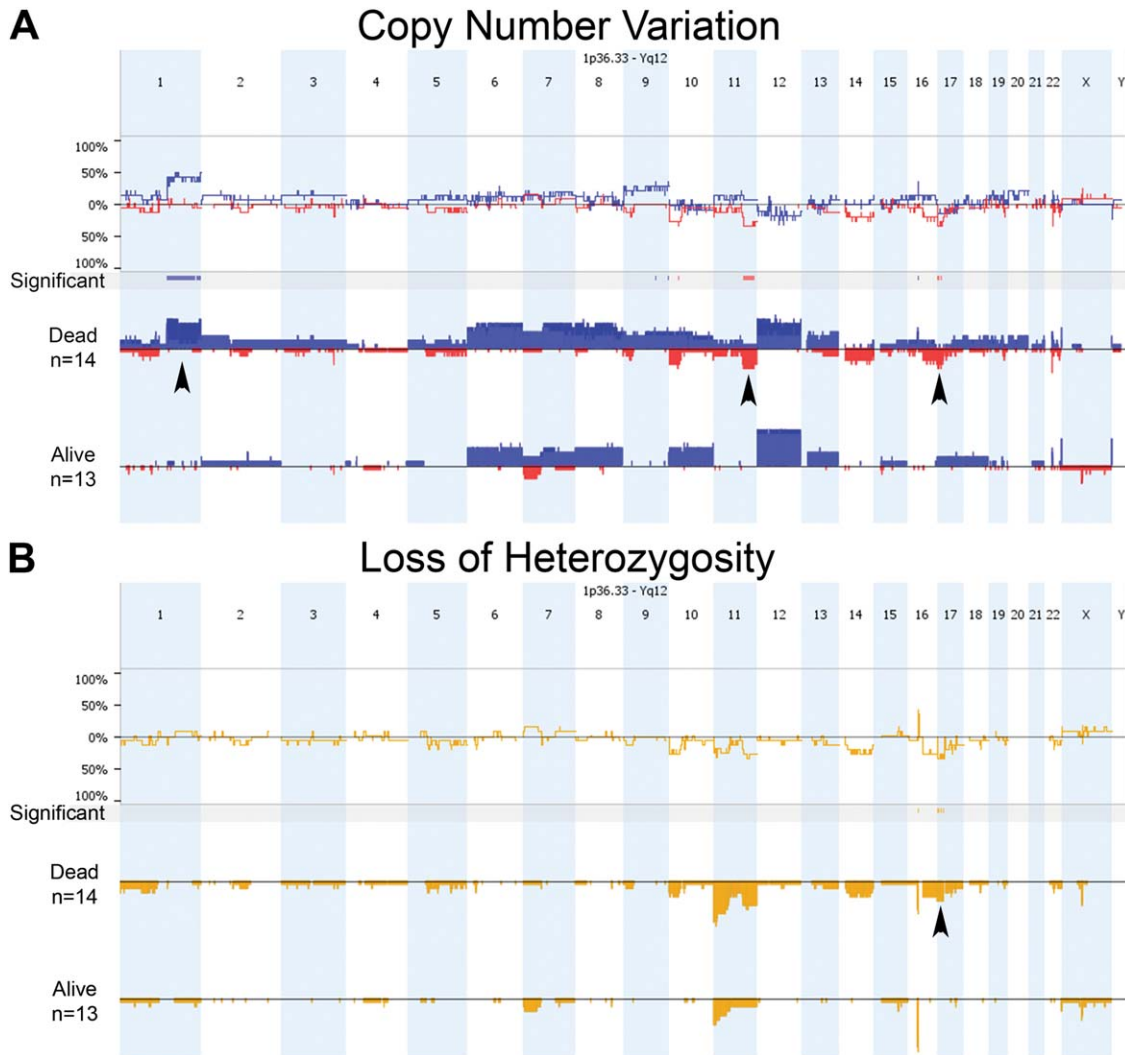 A Copy Number Variation
1p36.33 - Yq12
1 2 3 4 5 6 7 8 9 10 11 12 13 14 15 16 17 18 19 20 21 22 X Y
100%
50%
0%
50%
100%
Significant
Dead
n=14
Alive
n=13
B Loss of Heterozygosity
1p36.33 - Yq12
1 2 3 4 5 6 7 8 9 10 11 12 13 14 15 16 17 18 19 20 21 22 X Y
100%
50%
0%
50%
100%
Significant
Dead
n=14
Alive
n=13